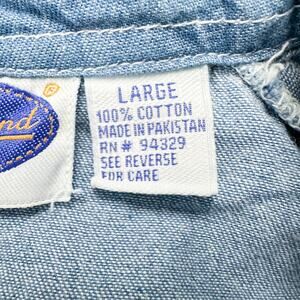 LARGE
100% COTTON
MADE IN PAKISTAN
RN# 94329
SEE REVERSE
FOR CARE